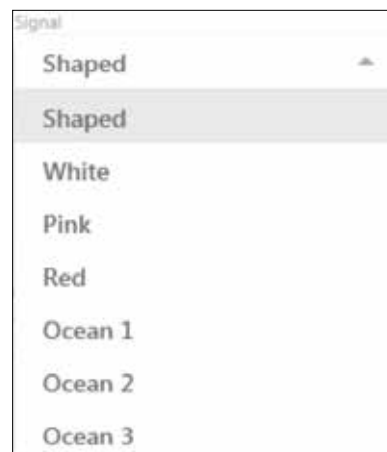 Signal
Shaped
Shaped
White
Pink
Red
Ocean 1
Ocean 2
Ocean 3